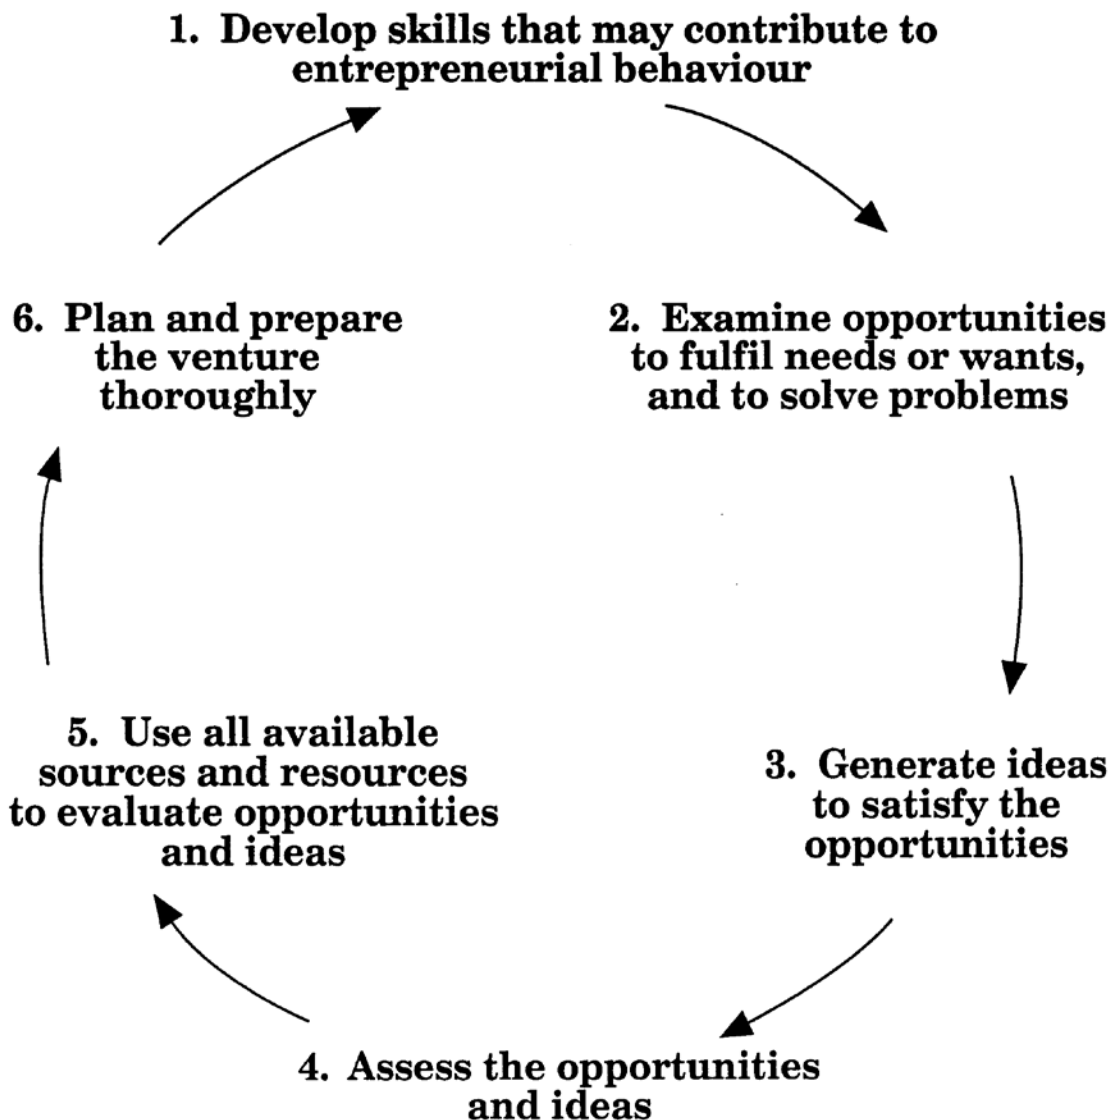 1. Develop skills that may contribute to
entrepreneurial behaviour
2. Examine opportunities
to fulfil needs or wants,
and to solve problems
3. Generate ideas
to satisfy the
opportunities
4. Assess the opportunities
and ideas
5. Use all available
sources and resources
to evaluate opportunities
and ideas
6. Plan and prepare
the venture
thoroughly